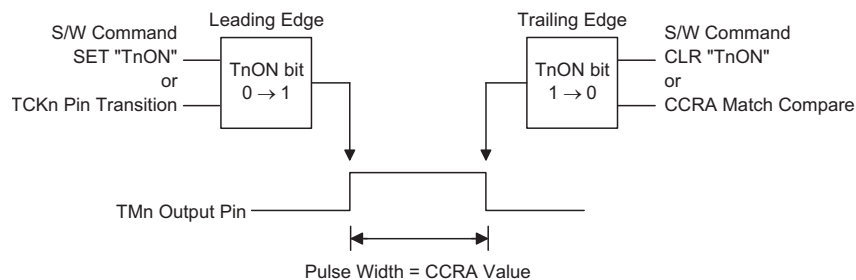 Leading Edge
S/W Command
SET "TnON"
or
TCKn Pin Transition
TnON bit
0 → 1
Trailing Edge
TnON bit
1 → 0
S/W Command
CLR "TnON"
or
CCRA Match Compare
TMn Output Pin
Pulse Width = CCRA Value